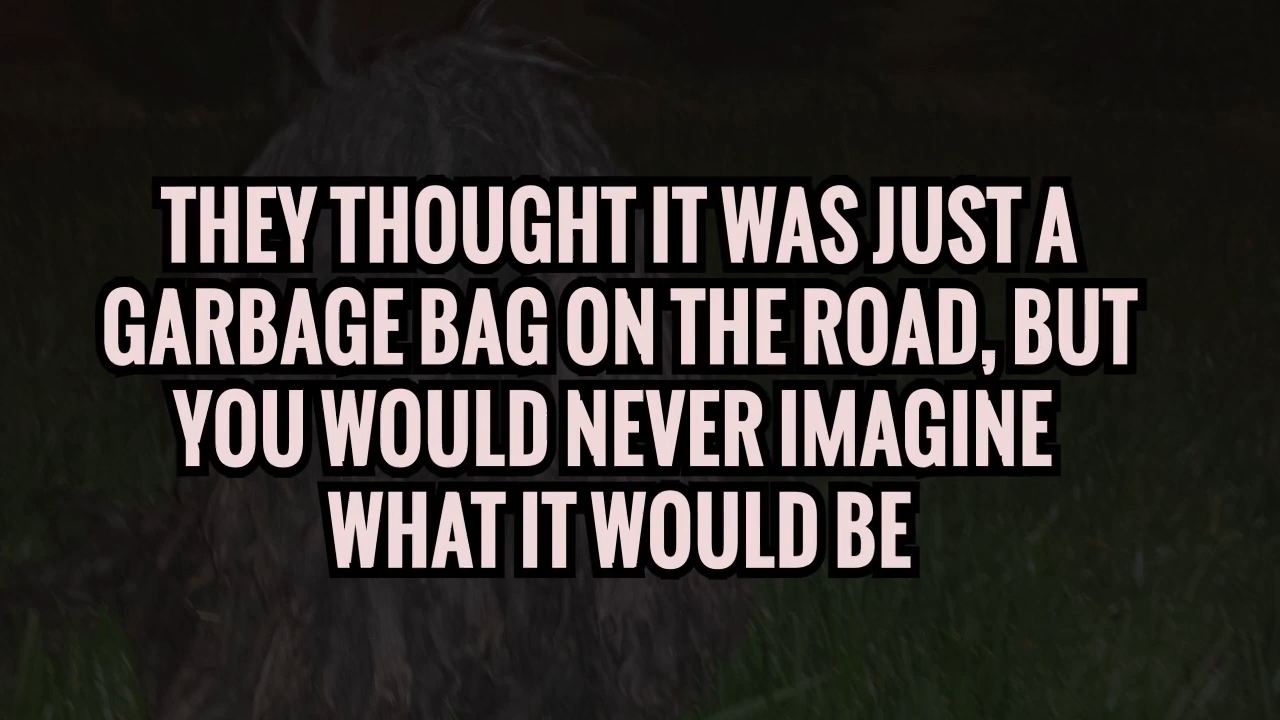 THEY THOUGHT IT WAS JUST A
GARBAGE BAG ON THE ROAD, BUT
YOU WOULD NEVER IMAGINE
WHAT IT WOULD BE